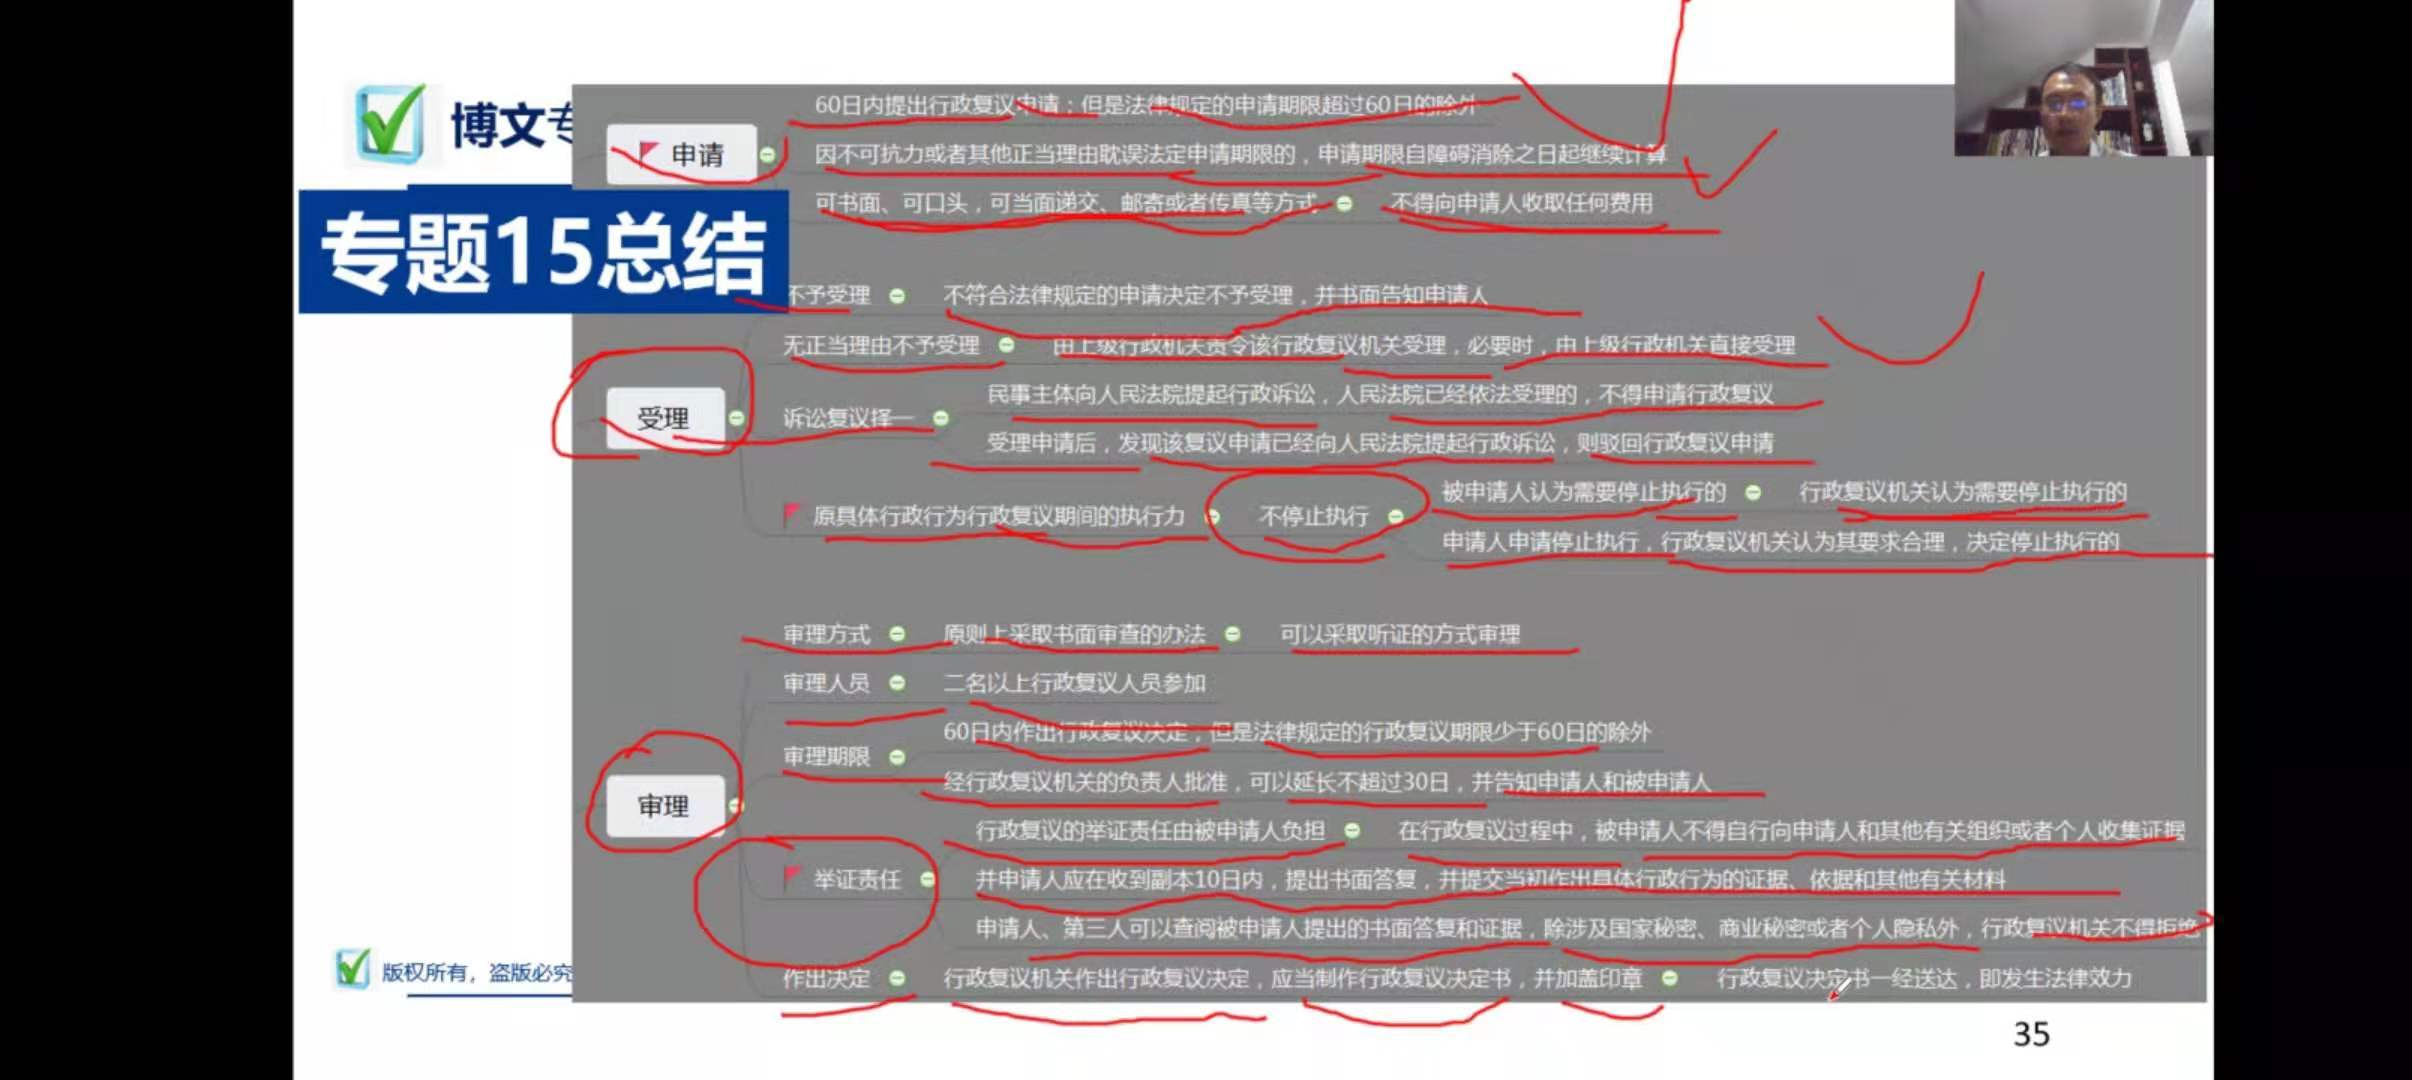 博文专
专题15总结
申请
60日内提出行政复议申请；但是法律规定的申请期限超过60日的除外
因不可抗力或者其他正当理由耽误法定申请期限的，申请期限自障碍消除之日起继续计算
可书面、可口头，可当面递交、邮寄或者传真等方式
不得向申请人收取任何费用
受理
不予受理
不符合法律规定的申请决定不予受理，并书面告知申请人
无正当理由不予受理
由上级行政机关责令该行政复议机关受理，必要时，由上级行政机关直接受理
诉讼复议择一
民事主体向人民法院提起行政诉讼，人民法院已经依法受理的，不得申请行政复议
受理申请后，发现该复议申请已经向人民法院提起行政诉讼，则驳回行政复议申请
原具体行政行为行政复议期间的执行力
不停止执行
被申请人认为需要停止执行的
行政复议机关认为需要停止执行的
申请人申请停止执行，行政复议机关认为其要求合理，决定停止执行的
审理
审理方式
原则上采取书面审查的办法
可以采取听证的方式审理
审理人员
二名以上行政复议人员参加
审理期限
60日内作出行政复议决定，但是法律规定的行政复议期限少于60日的除外
经行政复议机关的负责人批准，可以延长不超过30日，并告知申请人和被申请人
举证责任
行政复议的举证责任由被申请人负担
在行政复议过程中，被申请人不得自行向申请人和其他有关组织或者个人收集证据
并申请人应在收到副本10日内，提出书面答复，并提交当初作出具体行政行为的证据、依据和其他有关材料
申请人、第三人可以查阅被申请人提出的书面答复和证据，除涉及国家秘密、商业秘密或者个人隐私外，行政复议机关不得拒绝
作出决定
行政复议机关作出行政复议决定，应当制作行政复议决定书，并加盖印章
行政复议决定书一经送达，即发生法律效力
版权所有，盗版必究
35